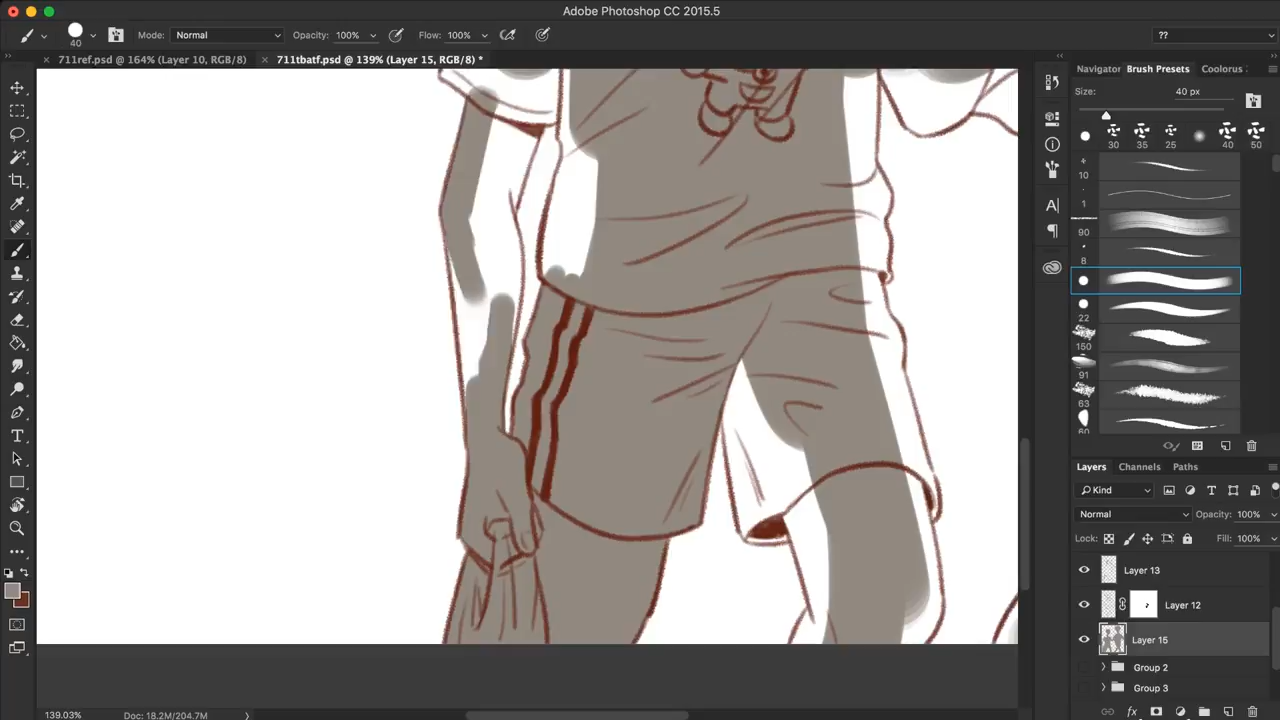 Adobe Photoshop CC 2015.5
40
Mode: Normal
Opacity: 100%
Flow: 100%
??
711ref.psd @ 164% (Layer 10, RGB/8)
711tbatf.psd @ 139% (Layer 15, RGB/8) *
Navigator
Brush Presets
Coolorus
Size:
40 px
30
35
25
40
50
10
1
90
8
22
150
91
63
60
Layers
Channels
Paths
Kind
Normal
Opacity: 100%
Lock:
Fill: 100%
Layer 13
Layer 12
Layer 15
Group 2
Group 3
139.03%
Doc: 18.2M/204.7M